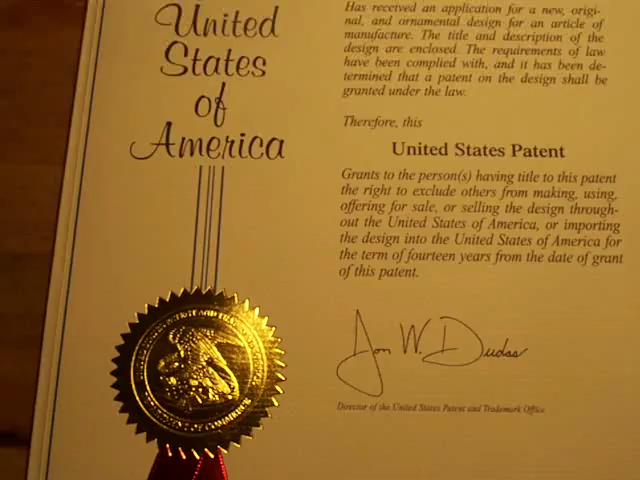 United
States
of
America
Has received an application for a new, origi-
nal, and ornamental design for an article of
manufacture. The title and description of the
design are enclosed. The requirements of law
have been complied with, and it has been de-
termined that a patent on the design shall be
granted under the law.
Therefore, this
United States Patent
Grants to the person(s) having title to this patent
the right to exclude others from making, using,
offering for sale, or selling the design through-
out the United States of America, or importing
the design into the United States of America for
the term of fourteen years from the date of grant
of this patent.
Jon W. Dudas
Director of the United States Patent and Trademark Office